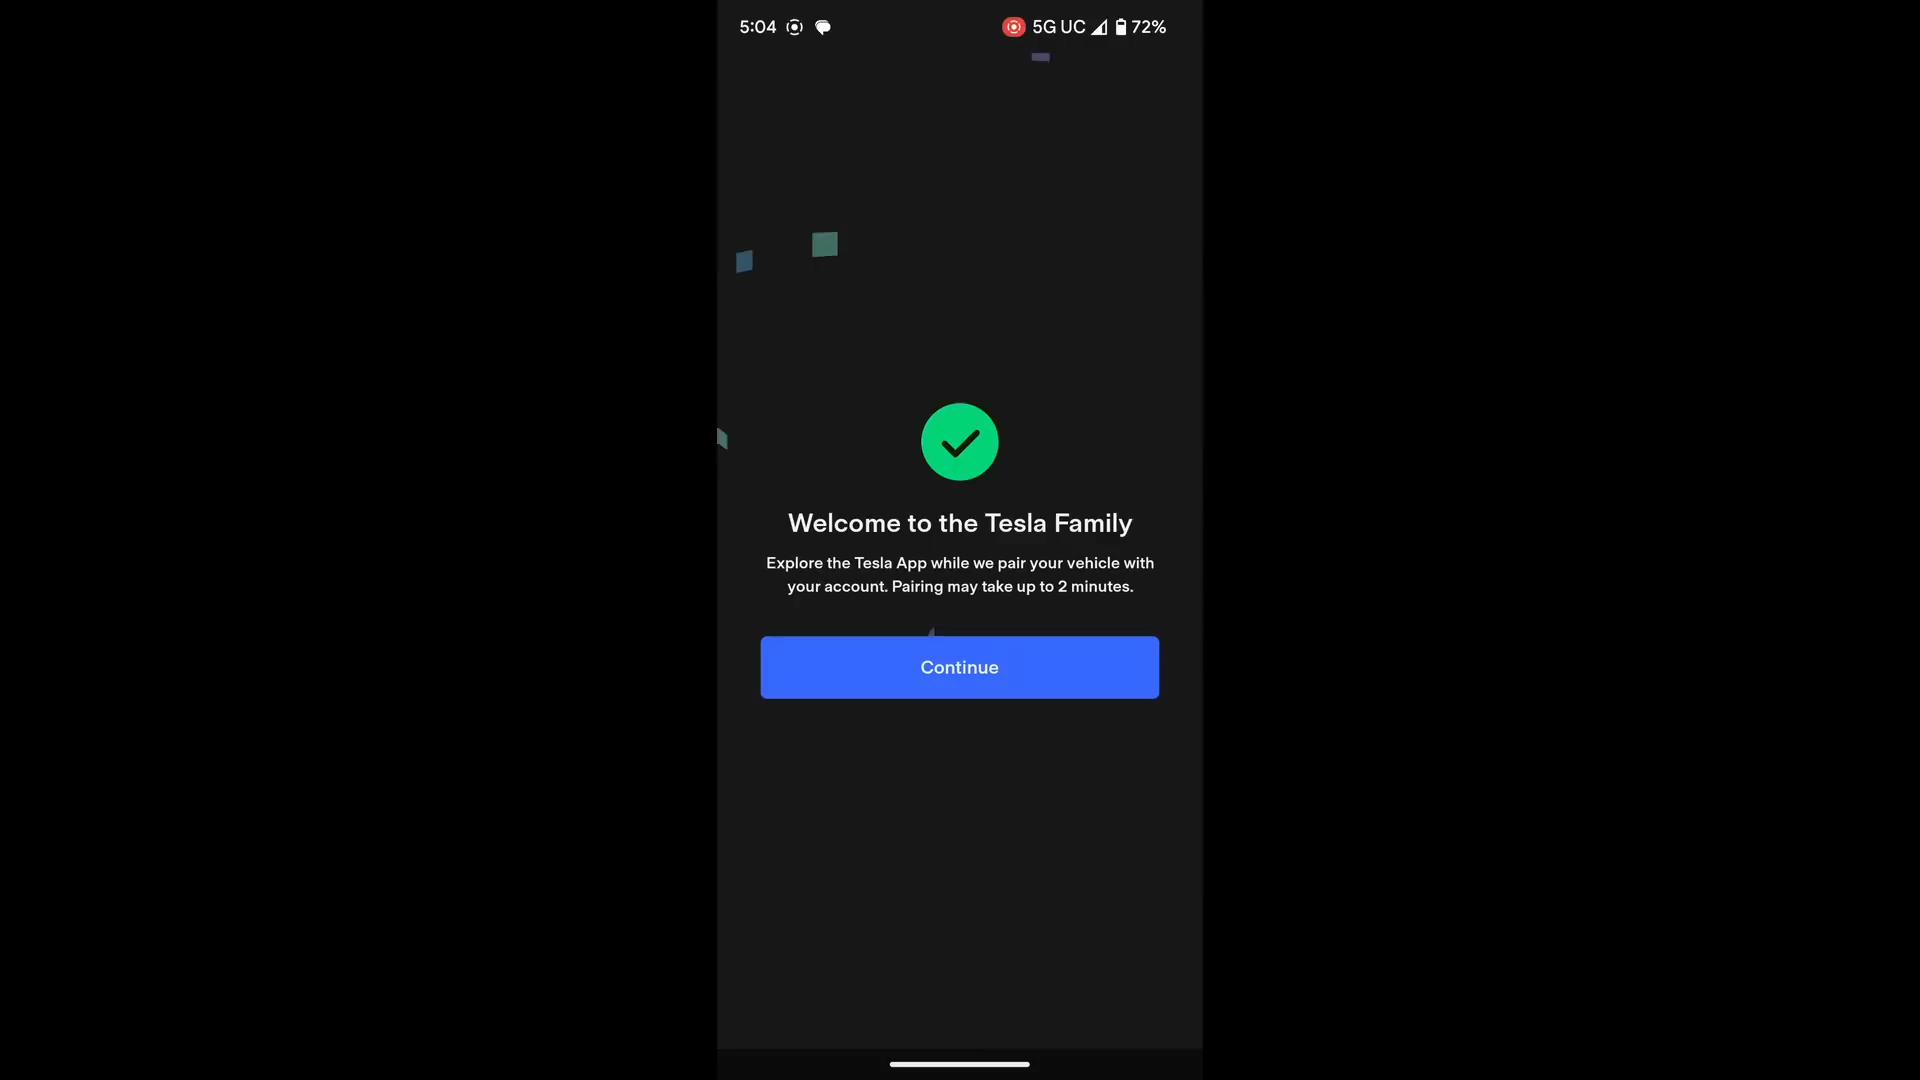 5:04 5G UC 72%
Welcome to the Tesla Family
Explore the Tesla App while we pair your vehicle with
your account. Pairing may take up to 2 minutes.
Continue